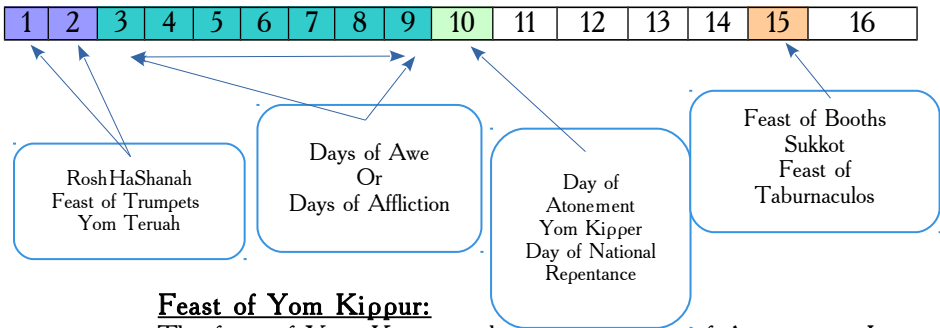 1 2 3 4 5 6 7 8 9 10 11 12 13 14 15 16
Rosh HaShanah
Feast of Trumpets
Yom Teruah
Days of Awe
Or
Days of Affliction
Day of
Atonement
Yom Kipper
Day of National
Repentance
Feast of Booths
Sukkot
Feast of
Taburnaculos
Feast of Yom Kippur: